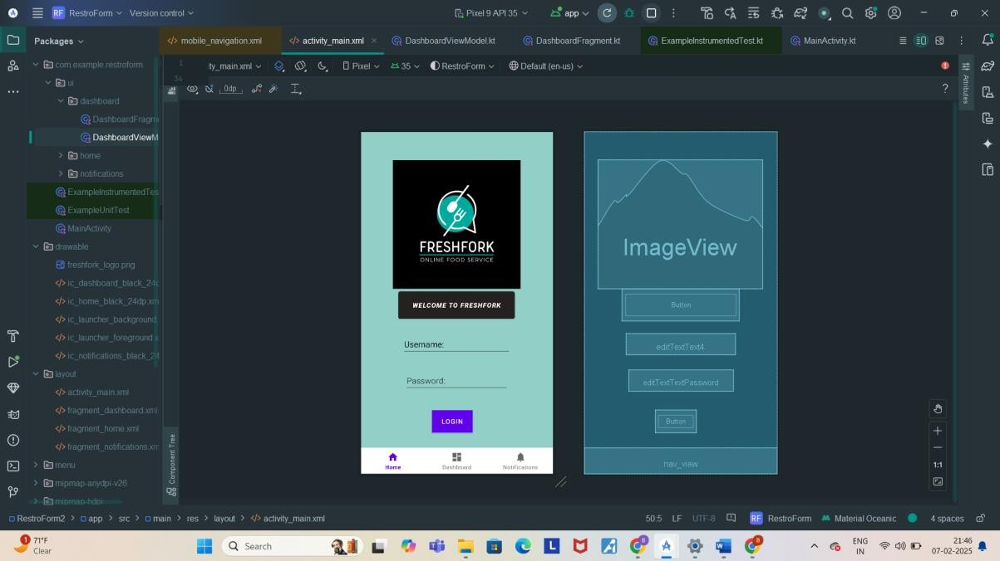 RF RestroForm Version control Pixel 9 API 35 app
Packages mobile_navigation.xml activity_main.xml DashboardViewModel.kt DashboardFragment.kt ExampleInstrumentedTest.kt MainActivity.kt
1 ity_main.xml Pixel 35 RestroForm Default (en-us)
34
0dp ?
Attributes
com.example.restroform
ui
dashboard
DashboardFragm
DashboardViewM
home
notifications
ExampleInstrumentedTes
ExampleUnitTest
MainActivity
drawable
freshfork_logo.png
ic_dashboard_black_24d
ic_home_black_24dp.xm
ic_launcher_background
ic_launcher_foreground.x
ic_notifications_black_24
layout
activity_main.xml
fragment_dashboard.xml
fragment_home.xml
fragment_notifications.xm
menu
mipmap-anydpi-v26
mipmap-hdpi
Component Tree
FRESHFORK
ONLINE FOOD SERVICE
WELCOME TO FRESHFORK
Username:
Password:
LOGIN
Home Dashboard Notifications
ImageView
Button
editTextText4
editTextTextPassword
Button
nav_view
1:1
RestroForm2 app src main res layout activity_main.xml 50:5 LF UTF-8 RF RestroForm Material Oceanic 4 spaces
1 71°F
Clear
Search
L
ENG
IN
21:46
07-02-2025